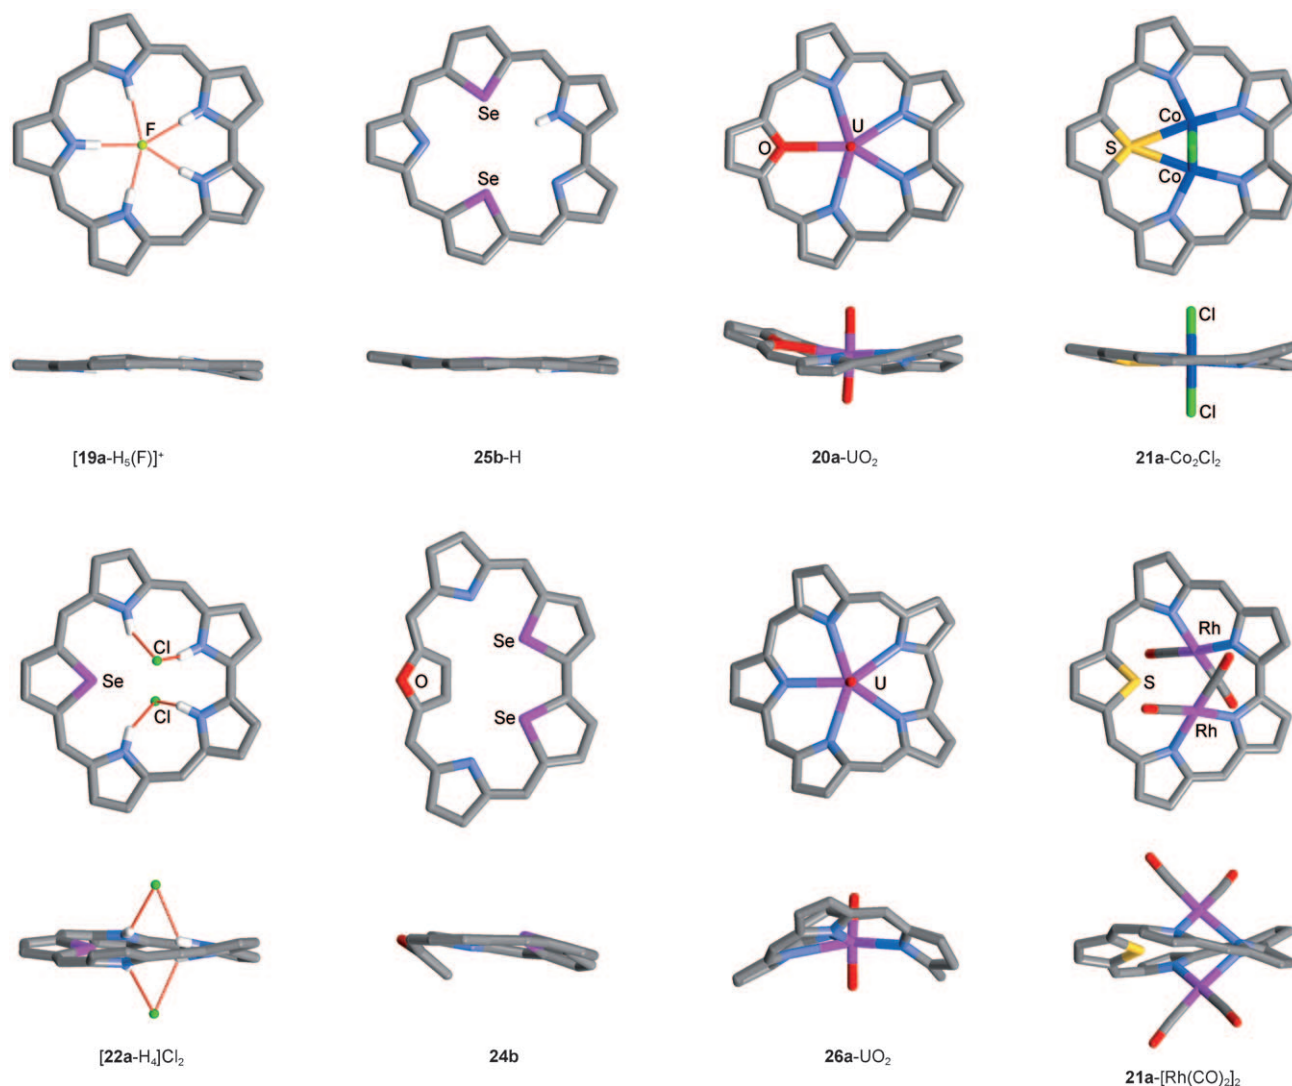 F
Se
Se
O
U
S
Co
Co
Cl
Cl
[19a-H₅(F)]⁺
25b-H
20a-UO₂
21a-Co₂Cl₂
Se
Cl
Cl
O
Se
Se
U
S
Rh
Rh
[22a-H₄]Cl₂
24b
26a-UO₂
21a-[Rh(CO)₂]₂